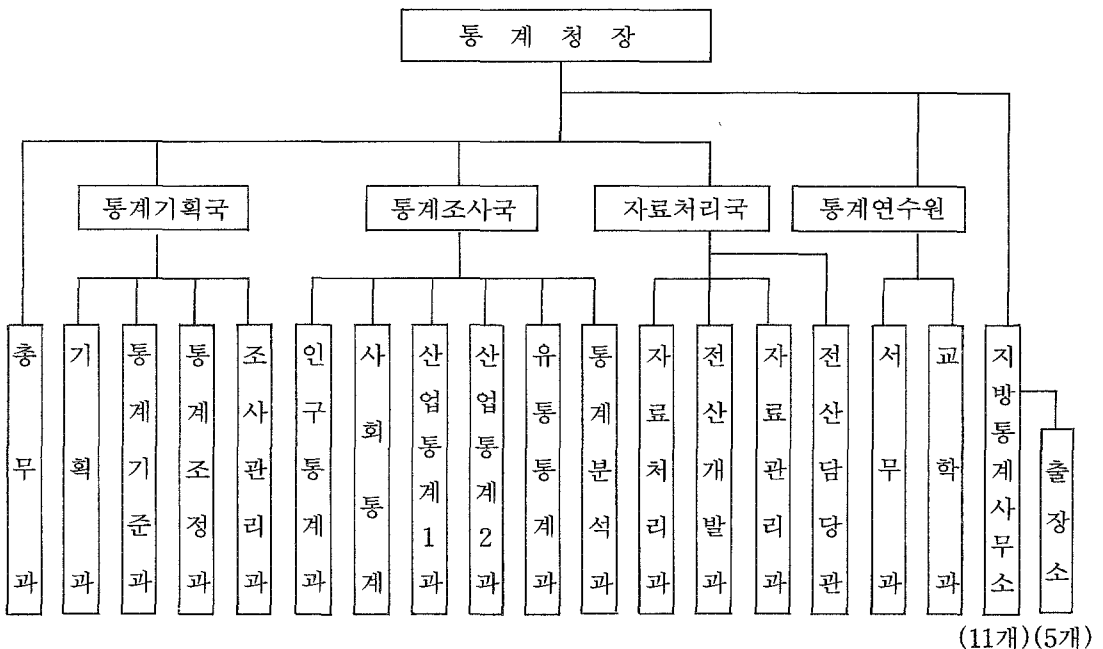 통계청장
통계기획국
통계조사국
자료처리국
통계연수원
총무과
기획과
통계기준과
통계조정과
조사관리과
인구통계과
사회통계
산업통계1과
산업통계2과
유통통계과
통계분석과
자료처리과
전산개발과
자료관리과
전산담당관
서무과
교학과
지방통계사무소
출장소
(11개)(5개)